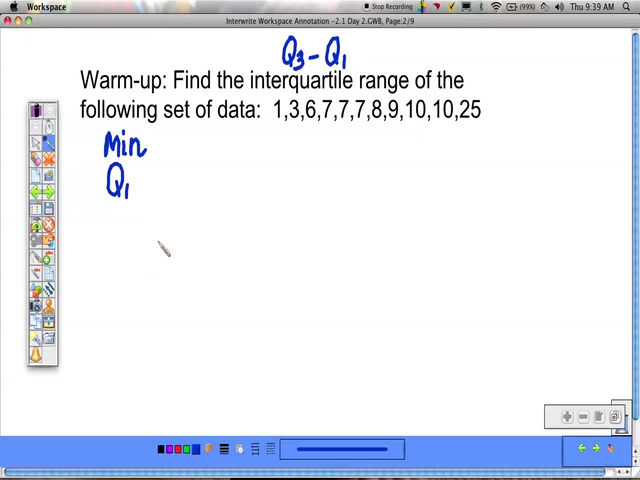 Workspace
Stop Recording
(99%)
Thu 9:39 AM
Interwrite Workspace Annotation -2.1 Day 2.GWB, Page:2/9
Q₃ – Q₁
Warm-up: Find the interquartile range of the
following set of data: 1,3,6,7,7,7,8,9,10,10,25
Min
Q₁